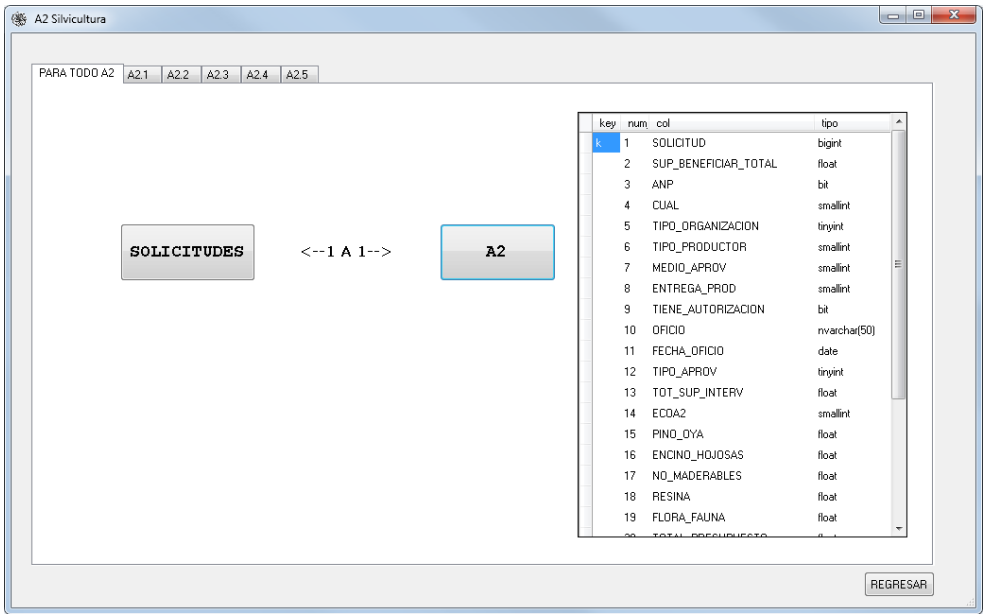 A2 Silvicultura
PARA TODO A2 A2.1 A2.2 A2.3 A2.4 A2.5
key num col tipo
k 1 SOLICITUD bigint
2 SUP_BENEFICIAR_TOTAL float
3 ANP bit
4 CUAL smallint
5 TIPO_ORGANIZACION tinyint
6 TIPO_PRODUCTOR smallint
7 MEDIO_APROV smallint
8 ENTREGA_PROD smallint
9 TIENE_AUTORIZACION bit
10 OFICIO nvarchar(50)
11 FECHA_OFICIO date
12 TIPO_APROV tinyint
13 TOT_SUP_INTERV float
14 ECOA2 smallint
15 PINO_OYA float
16 ENCINO_HOJOSAS float
17 NO_MADERABLES float
18 RESINA float
19 FLORA_FAUNA float
20 TOTAL_PRESUPUESTO float
SOLICITUDES <--1 A 1--> A2
REGRESAR